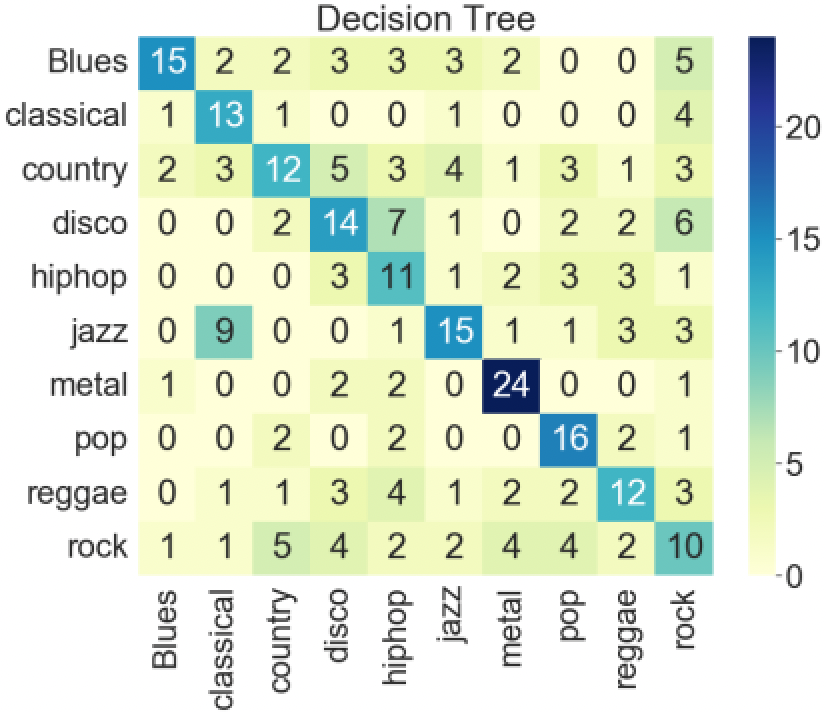 Decision Tree
Blues 15 2 2 3 3 3 2 0 0 5
classical 1 13 1 0 0 1 0 0 0 4
country 2 3 12 5 3 4 1 3 1 3
disco 0 0 2 14 7 1 0 2 2 6
hiphop 0 0 0 3 11 1 2 3 3 1
jazz 0 9 0 0 1 15 1 1 3 3
metal 1 0 0 2 2 0 24 0 0 1
pop 0 0 2 0 2 0 0 16 2 1
reggae 0 1 1 3 4 1 2 2 12 3
rock 1 1 5 4 2 2 4 4 2 10
Blues classical country disco hiphop jazz metal pop reggae rock
20
15
10
5
0